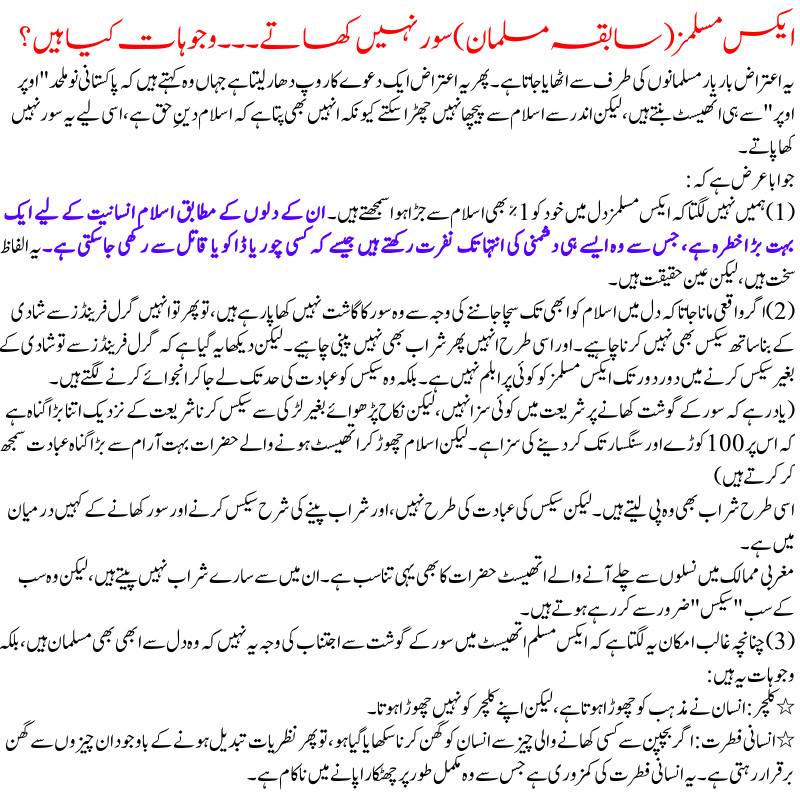 ایکس مسلمز(سابقہ مسلمان)سور نہیں کھاتے۔۔۔وجوہات کیا ہیں؟
یہ اعتراض بار بار مسلمانوں کی طرف سے اٹھایا جاتا ہے۔ پھر یہ اعتراض ایک دعوے کا روپ دھار لیتا ہے جہاں وہ کہتے ہیں کہ پاکستانی نو ملحد "اوپر
اوپر" سے ہی اتھیسٹ بنتے ہیں، لیکن اندر سے اسلام سے پیچھا نہیں چھڑا سکتے کیونکہ انہیں بھی پتا ہے کہ اسلام دینِ حق ہے، اسی لیے یہ سور نہیں
کھا پاتے۔
جوابا عرض ہے کہ:
(1) ہمیں نہیں لگتا کہ ایکس مسلمز دل میں خود کو 1٪ بھی اسلام سے جڑا ہوا سمجھتے ہیں۔ ان کے دلوں کے مطابق اسلام انسانیت کے لیے ایک
بہت بڑا خطرہ ہے، جس سے وہ ایسے ہی دشمنی کی انتہا تک نفرت رکھتے ہیں جیسے کہ کسی چور یا ڈاکو یا قاتل سے رکھی جا سکتی ہے۔ یہ الفاظ
سخت ہیں، لیکن عین حقیقت ہیں۔
(2) اگر واقعی مانا جاتا کہ دل میں اسلام کو ابھی تک سچا جاننے کی وجہ سے وہ سور کا گاشت نہیں کھا پا رہے ہیں، تو پھر تو انہیں گرل فرینڈز سے شادی
کے بنا ساتھ سیکس بھی نہیں کرنا چاہیے۔ اور اسی طرح انہیں پھر شراب بھی نہیں پینی چاہیے۔ لیکن دیکھا یہ گیا ہے کہ گرل فرینڈز سے تو شادی کے
بغیر سیکس کرنے میں دور دور تک ایکس مسلمز کو کوئی پرابلم نہیں ہے۔ بلکہ وہ سیکس کو عبادت کی حد تک لے جا کر انجوائے کرنے لگتے ہیں۔
(یاد رہے کہ سور کے گوشت کھانے پر شریعت میں کوئی سزا نہیں، لیکن نکاح پڑھوائے بغیر لڑکی سے سیکس کرنا شریعت کے نزدیک اتنا بڑا گناہ ہے
کہ اس پر 100 کوڑے اور سنگسار تک کر دینے کی سزا ہے۔ لیکن اسلام چھوڑ کر اتھیسٹ ہونے والے حضرات بہت آرام سے بڑا گناہ عبادت سمجھ
کر کرتے ہیں)
اسی طرح شراب بھی وہ پی لیتے ہیں۔ لیکن سیکس کی عبادت کی طرح نہیں، اور شراب پینے کی شرح سیکس کرنے اور سور کھانے کے کہیں درمیان
میں ہے۔
مغربی ممالک میں نسلوں سے چلے آنے والے اتھیسٹ حضرات کا بھی یہی تناسب ہے۔ ان میں سے سارے شراب نہیں پیتے ہیں، لیکن وہ سب
کے سب "سیکس" ضرور سے کر رہے ہوتے ہیں۔
(3) چنانچہ غالب امکان یہ لگتا ہے کہ ایکس مسلم اتھیسٹ میں سور کے گوشت سے اجتناب کی وجہ یہ نہیں کہ وہ دل سے ابھی بھی مسلمان ہیں، بلکہ
وجوہات یہ ہیں:
☆کلچر: انسان نے مذہب کو چھوڑا ہوتا ہے، لیکن اپنے کلچر کو نہیں چھوڑا ہوتا۔
☆انسانی فطرت: اگر بچپن سے کسی کھانے والی چیز سے انسان کو گھن کرنا سکھایا گیا ہو، تو پھر نظریات تبدیل ہونے کے باوجود ان چیزوں سے گھن
برقرار رہتی ہے۔ یہ انسانی فطرت کی کمزوری ہے جس سے وہ مکمل طور پر چھٹکارا پانے میں ناکام ہے۔